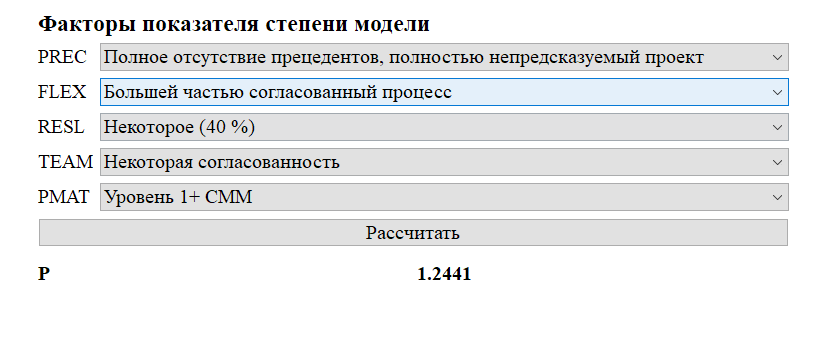 Факторы показателя степени модели
PREC Полное отсутствие прецедентов, полностью непредсказуемый проект
FLEX Большей частью согласованный процесс
RESL Некоторое (40 %)
TEAM Некоторая согласованность
PMAT Уровень 1+ СММ
Рассчитать
P 1.2441